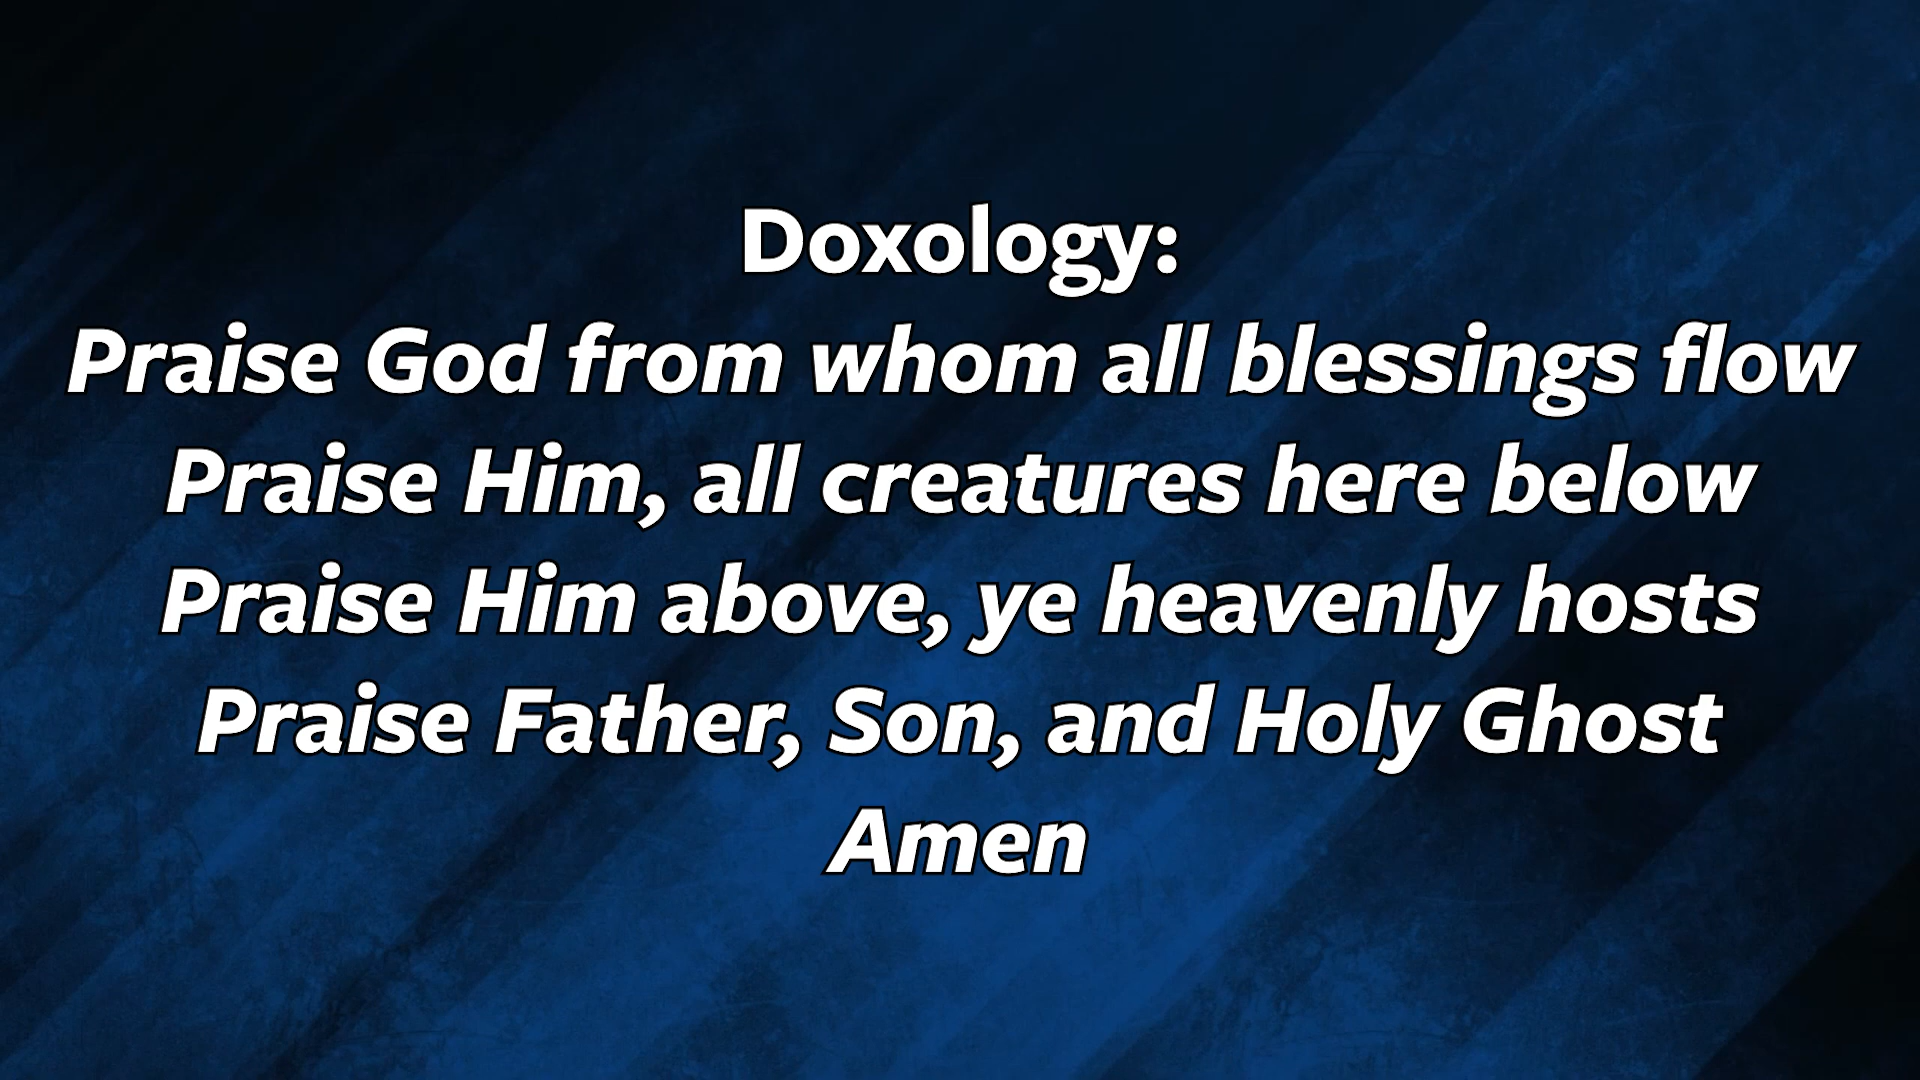 Doxology:
Praise God from whom all blessings flow
Praise Him, all creatures here below
Praise Him above, ye heavenly hosts
Praise Father, Son, and Holy Ghost
Amen